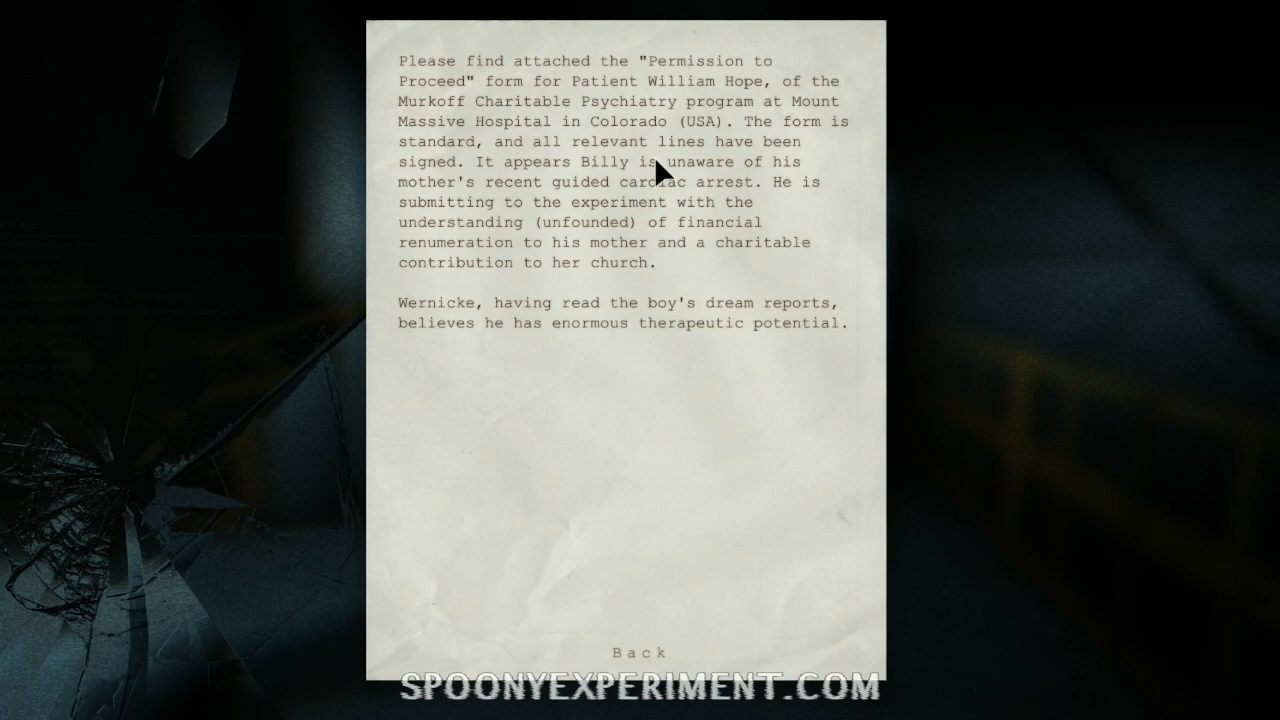 Please find attached the "Permission to
Proceed" form for Patient William Hope, of the
Murkoff Charitable Psychiatry program at Mount
Massive Hospital in Colorado (USA). The form is
standard, and all relevant lines have been
signed. It appears Billy is unaware of his
mother's recent guided cardiac arrest. He is
submitting to the experiment with the
understanding (unfounded) of financial
renumeration to his mother and a charitable
contribution to her church.
Wernicke, having read the boy's dream reports,
believes he has enormous therapeutic potential.
Back
SPOONYEXPERIMENT.COM